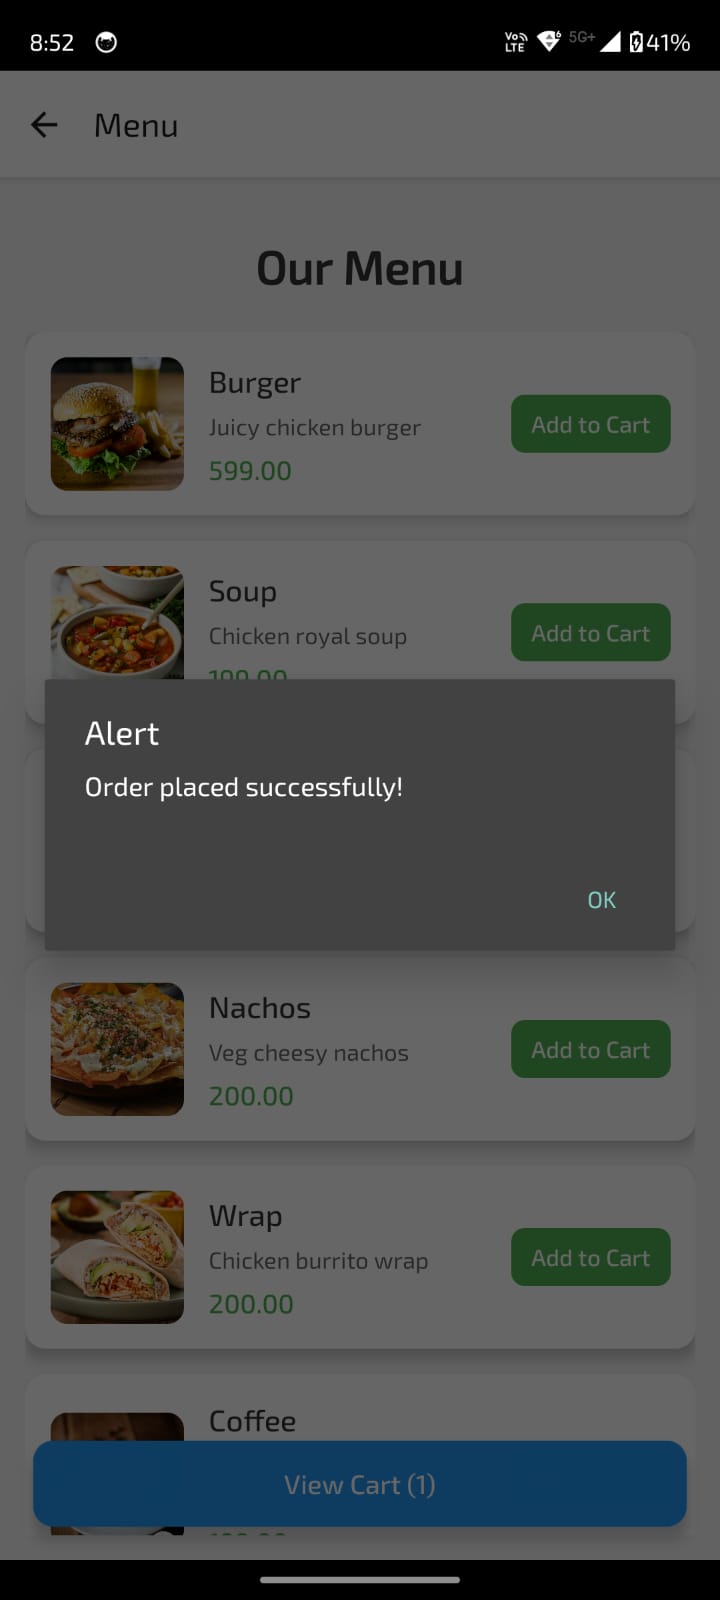 8:52
Vo LTE
6
5G+
41%
Menu
Our Menu
Burger
Juicy chicken burger
599.00
Add to Cart
Soup
Chicken royal soup
Add to Cart
Alert
Order placed successfully!
OK
Nachos
Veg cheesy nachos
200.00
Add to Cart
Wrap
Chicken burrito wrap
200.00
Add to Cart
Coffee
View Cart (1)